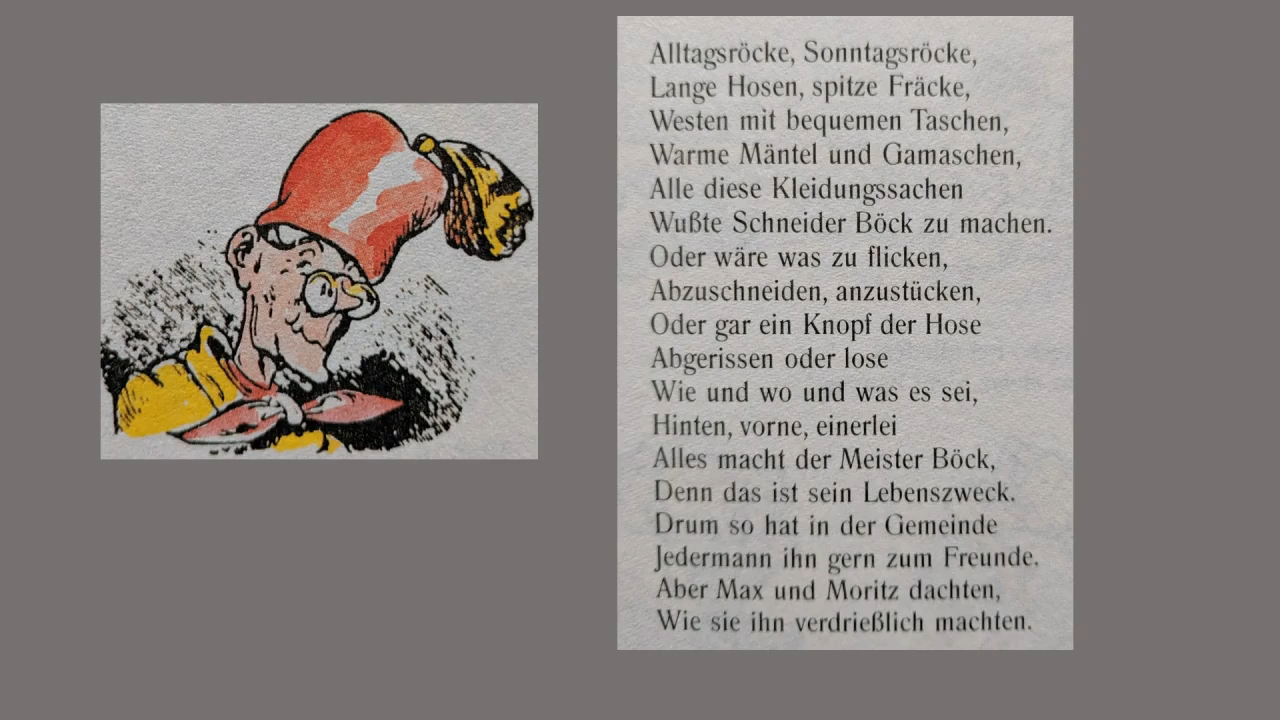 Alltagsröcke, Sonntagsröcke,
Lange Hosen, spitze Fräcke,
Westen mit bequemen Taschen,
Warme Mäntel und Gamaschen,
Alle diese Kleidungssachen
Wußte Schneider Böck zu machen.
Oder wäre was zu flicken,
Abzuschneiden, anzustücken,
Oder gar ein Knopf der Hose
Abgerissen oder lose
Wie und wo und was es sei,
Hinten, vorne, einerlei
Alles macht der Meister Böck,
Denn das ist sein Lebenszweck.
Drum so hat in der Gemeinde
Jedermann ihn gern zum Freunde.
Aber Max und Moritz dachten,
Wie sie ihn verdrießlich machten.